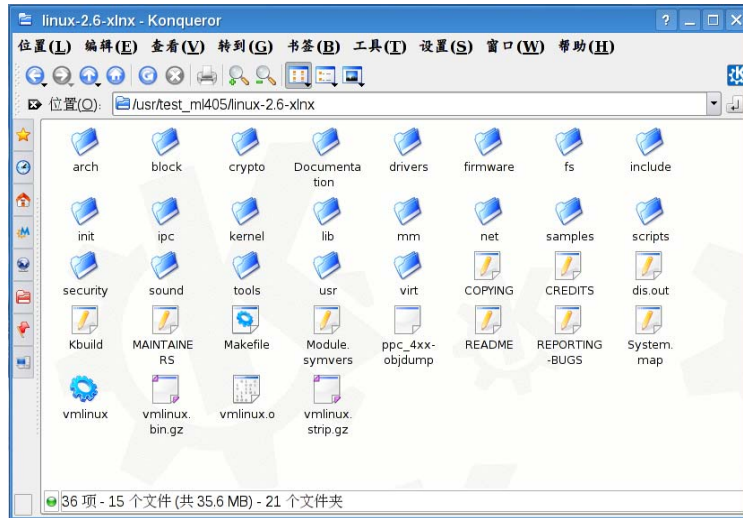 linux-2.6-xlnx - Konqueror
位置(L) 编辑(E) 查看(V) 转到(G) 书签(B) 工具(T) 设置(S) 窗口(W) 帮助(H)
位置(O): /usr/test_ml405/linux-2.6-xlnx
arch block crypto Documenta drivers firmware fs include
tion
init ipc kernel lib mm net samples scripts
security sound tools usr virt COPYING CREDITS dis.out
Kbuild MAINTAINE Makefile Module. ppc_4xx- README REPORTING System.
RS symvers objdump -BUGS map
vmlinux vmlinux. vmlinux.o vmlinux.
bin.gz strip.gz
36 项 - 15 个文件 (共 35.6 MB) - 21 个文件夹